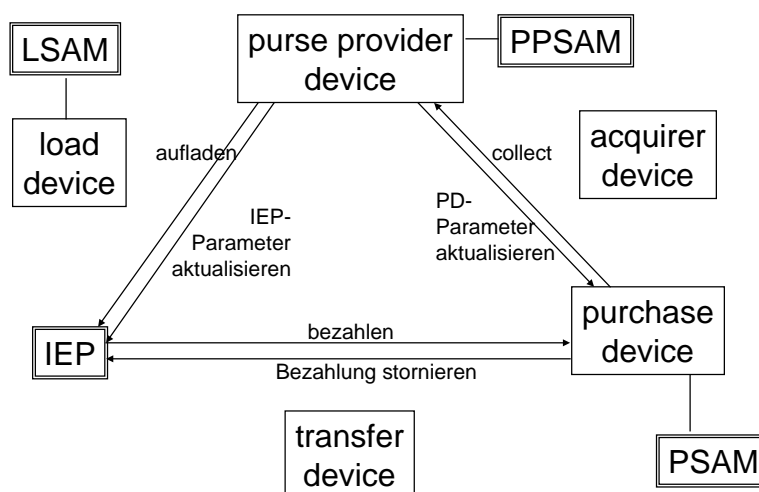 LSAM
purse provider
device
PPSAM
load
device
acquirer
device
aufladen
collect
IEP-
Parameter
aktualisieren
PD-
Parameter
aktualisieren
IEP
bezahlen
Bezahlung stornieren
purchase
device
transfer
device
PSAM